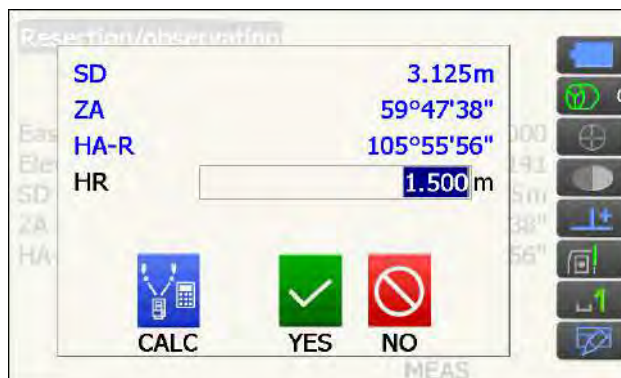 Resection/observation
SD 3.125m
ZA 59°47'38"
HA-R 105°55'56"
HR 1.500 m
CALC YES NO
MEAS